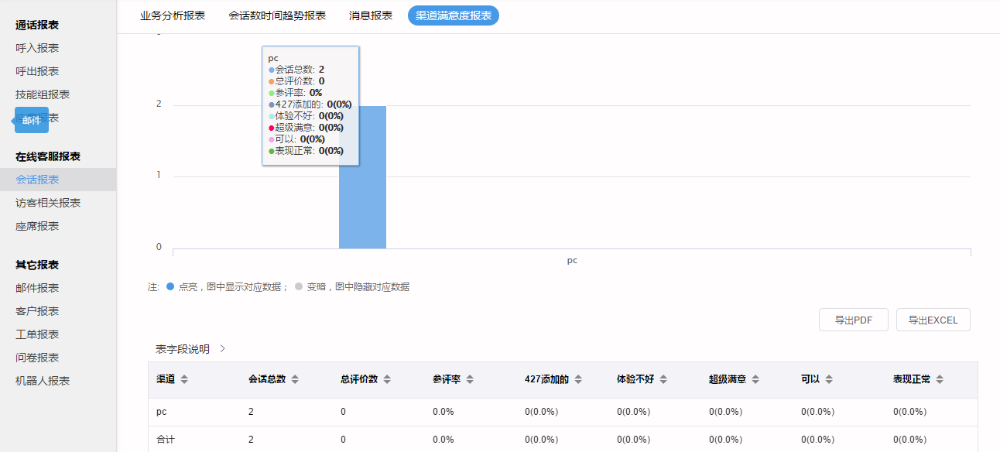 通话报表
呼入报表
呼出报表
技能组报表
邮件
在线客服报表
会话报表
访客相关报表
座席报表
其它报表
邮件报表
客户报表
工单报表
问卷报表
机器人报表
业务分析报表 会话数时间趋势报表 消息报表 渠道满意度报表
pc
会话总数: 2
总评价数: 0
参评率: 0%
427添加的: 0(0%)
体验不好: 0(0%)
超级满意: 0(0%)
可以: 0(0%)
表现正常: 0(0%)
2
1
0
pc
注: 点亮，图中显示对应数据； 变暗，图中隐藏对应数据
导出PDF 导出EXCEL
表字段说明
渠道 会话总数 总评价数 参评率 427添加的 体验不好 超级满意 可以 表现正常
pc 2 0 0.0% 0(0.0%) 0(0.0%) 0(0.0%) 0(0.0%) 0(0.0%)
合计 2 0 0.0% 0(0.0%) 0(0.0%) 0(0.0%) 0(0.0%) 0(0.0%)